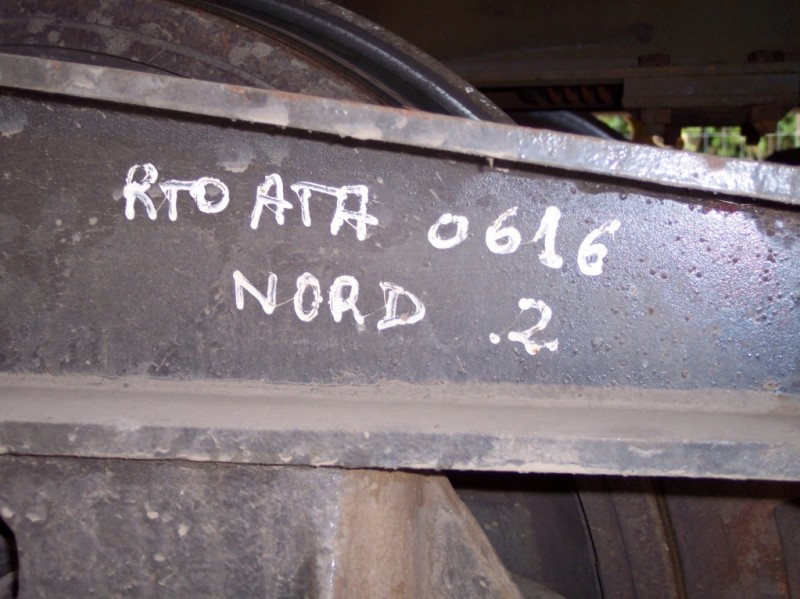 RTO ATA 0616
NORD .2